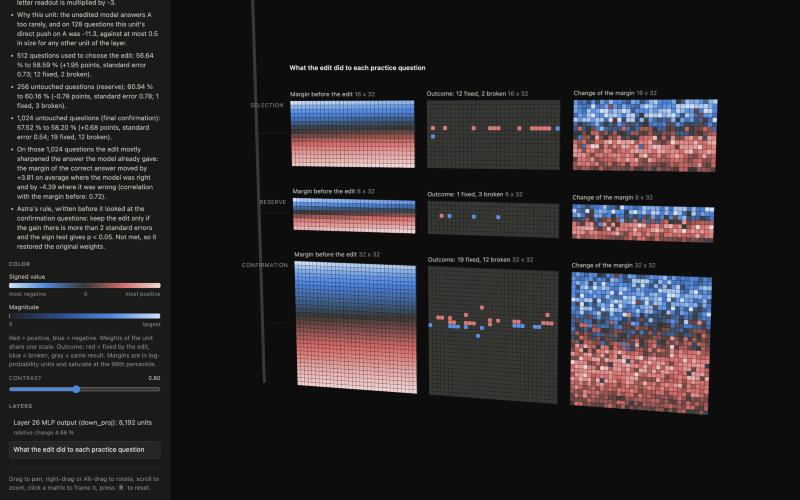 letter readout is multiplied by −3.
• Why this unit: the unedited model answers A
too rarely, and on 128 questions this unit's
direct push on A was −11.3, against at most 0.5
in size for any other unit of the layer.
• 512 questions used to choose the edit: 56.64
% to 58.59 % (+1.95 points, standard error
0.73; 12 fixed, 2 broken).
• 256 untouched questions (reserve): 60.94 %
to 60.16 % (-0.78 points, standard error 0.78; 1
fixed, 3 broken).
• 1,024 untouched questions (final confirmation):
57.52 % to 58.20 % (+0.68 points, standard
error 0.54; 19 fixed, 12 broken).
• On those 1,024 questions the edit mostly
sharpened the answer the model already gave:
the margin of the correct answer moved by
+3.81 on average where the model was right
and by −4.39 where it was wrong (correlation
with the margin before: 0.72).
• Astra's rule, written before it looked at the
confirmation questions: keep the edit only if
the gain there is more than 2 standard errors
and the sign test gives p < 0.05. Not met, so it
restored the original weights.
COLOR
Signed value
most negative 0 most positive
Magnitude
0 largest
Red = positive, blue = negative. Weights of the unit
share one scale. Outcome: red = fixed by the edit,
blue = broken, gray = same result. Margins are in log-
probability units and saturate at the 98th percentile.
CONTRAST 0.80
LAYERS
Layer 26 MLP output (down_proj): 8,192 units
relative change 4.66 %
What the edit did to each practice question
Drag to pan, right-drag or Alt-drag to rotate, scroll to
zoom, click a matrix to frame it, press R to reset.
What the edit did to each practice question
Margin before the edit 16 x 32
Outcome: 12 fixed, 2 broken 16 x 32
Change of the margin 16 x 32
SELECTION
Margin before the edit 8 x 32
Outcome: 1 fixed, 3 broken 8 x 32
Change of the margin 8 x 32
RESERVE
Margin before the edit 32 x 32
Outcome: 19 fixed, 12 broken 32 x 32
Change of the margin 32 x 32
CONFIRMATION